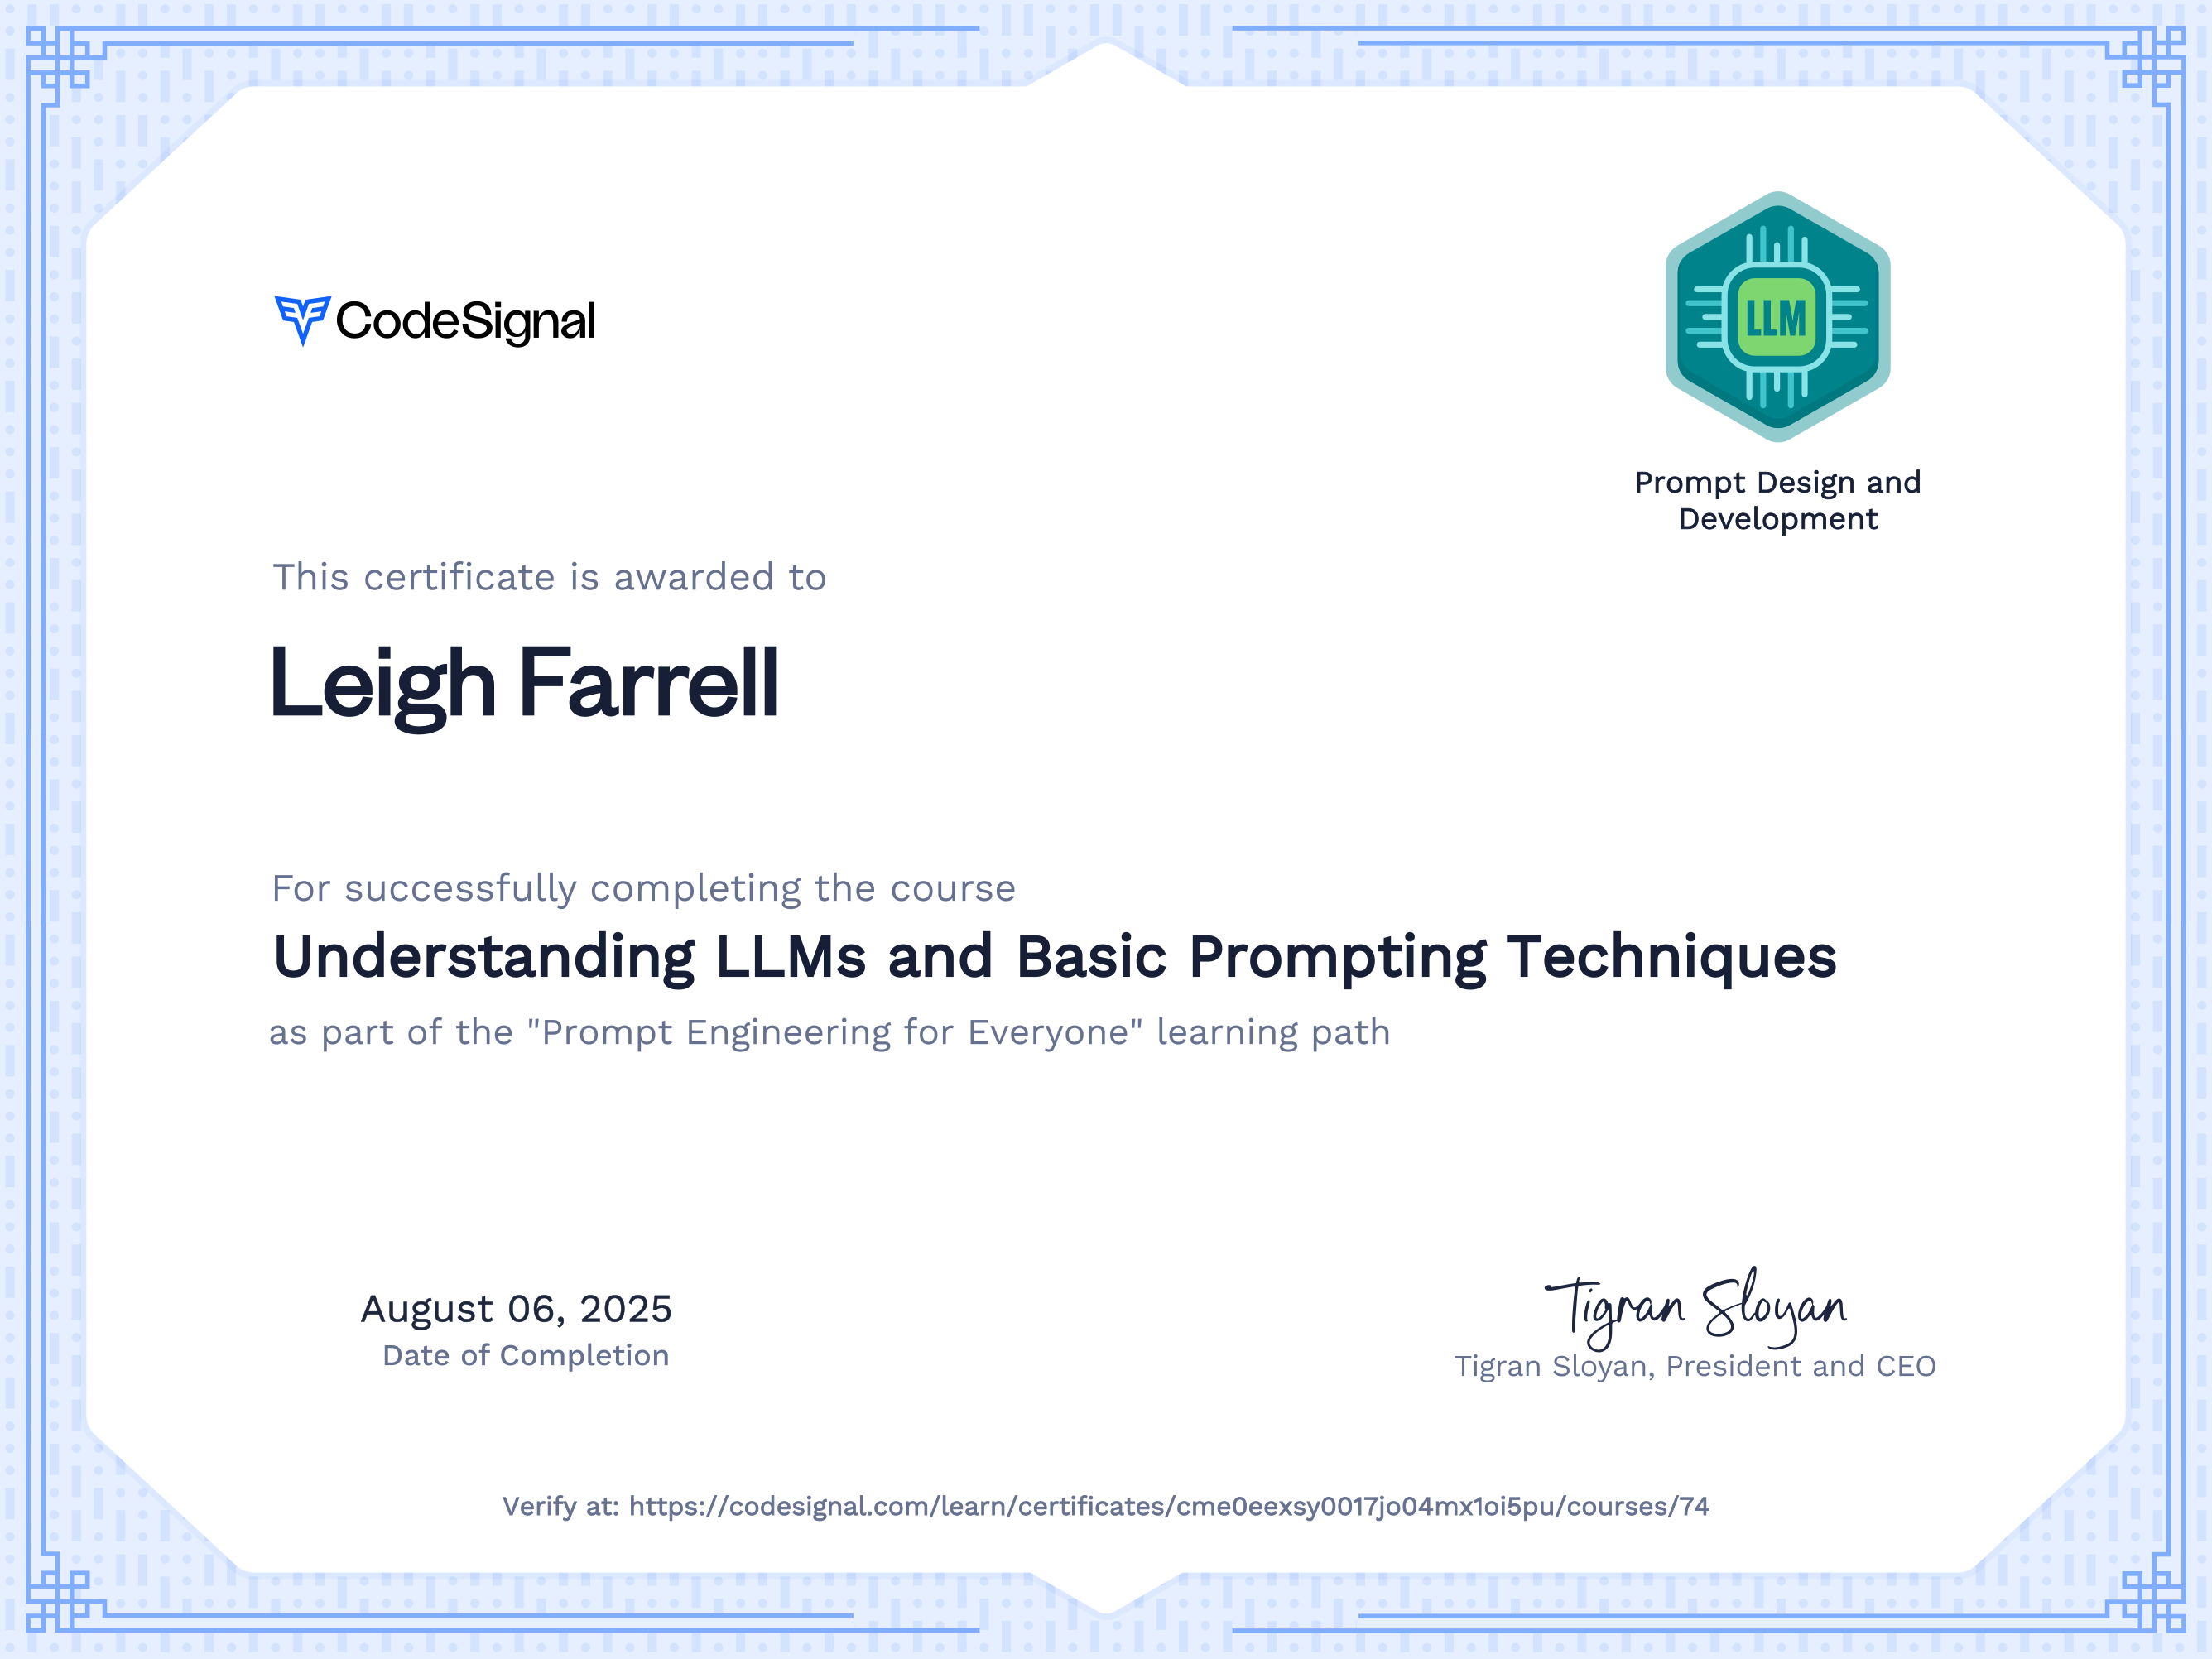 CodeSignal
LLM
Prompt Design and
Development
This certificate is awarded to
Leigh Farrell
For successfully completing the course
Understanding LLMs and Basic Prompting Techniques
as part of the "Prompt Engineering for Everyone" learning path
August 06, 2025
Date of Completion
Tigran Sloyan
Tigran Sloyan, President and CEO
Verify at: https://codesignal.com/learn/certificates/cme0eexsy0017jo04mx1oi5pu/courses/74